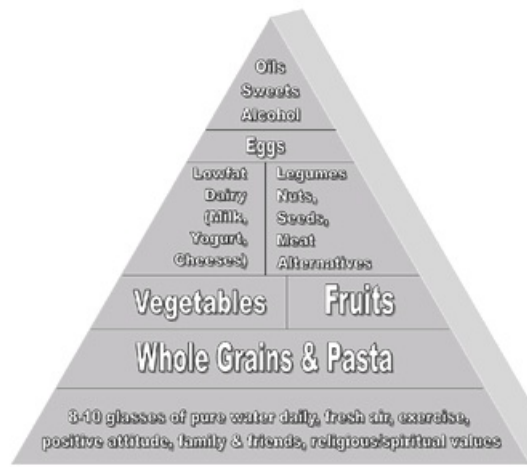 Oils
Sweets
Alcohol
Eggs
Lowfat
Dairy
(Milk,
Yogurt,
Cheeses)
Legumes
Nuts,
Seeds,
Meat
Alternatives
Vegetables
Fruits
Whole Grains & Pasta
8-10 glasses of pure water daily, fresh air, exercise,
positive attitude, family & friends, religious/spiritual values